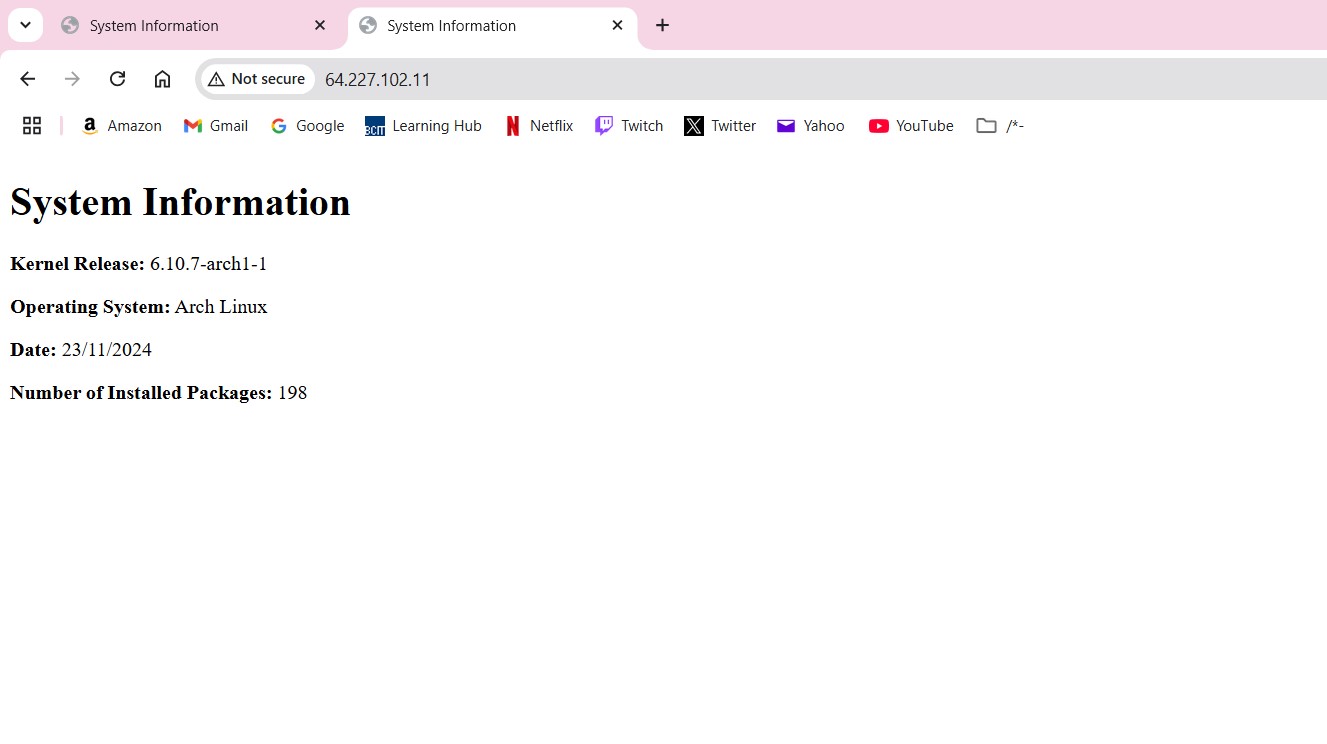 System Information
System Information
Not secure 64.227.102.11
Amazon Gmail Google BCIT Learning Hub Netflix Twitch Twitter Yahoo YouTube /*-
System Information
Kernel Release: 6.10.7-arch1-1
Operating System: Arch Linux
Date: 23/11/2024
Number of Installed Packages: 198